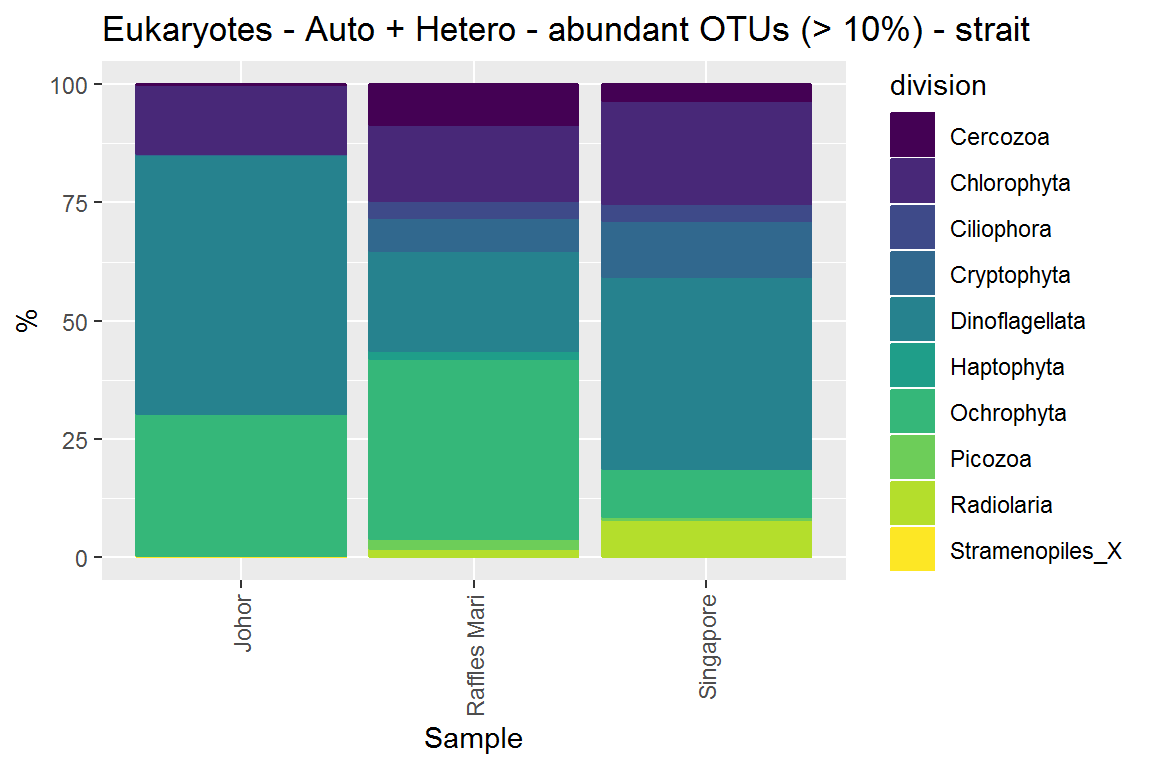 Eukaryotes - Auto + Hetero - abundant OTUs (> 10%) - strait
100
75
50
25
0
%
Johor
Raffles Mari
Singapore
Sample
division
Cercozoa
Chlorophyta
Ciliophora
Cryptophyta
Dinoflagellata
Haptophyta
Ochrophyta
Picozoa
Radiolaria
Stramenopiles_X